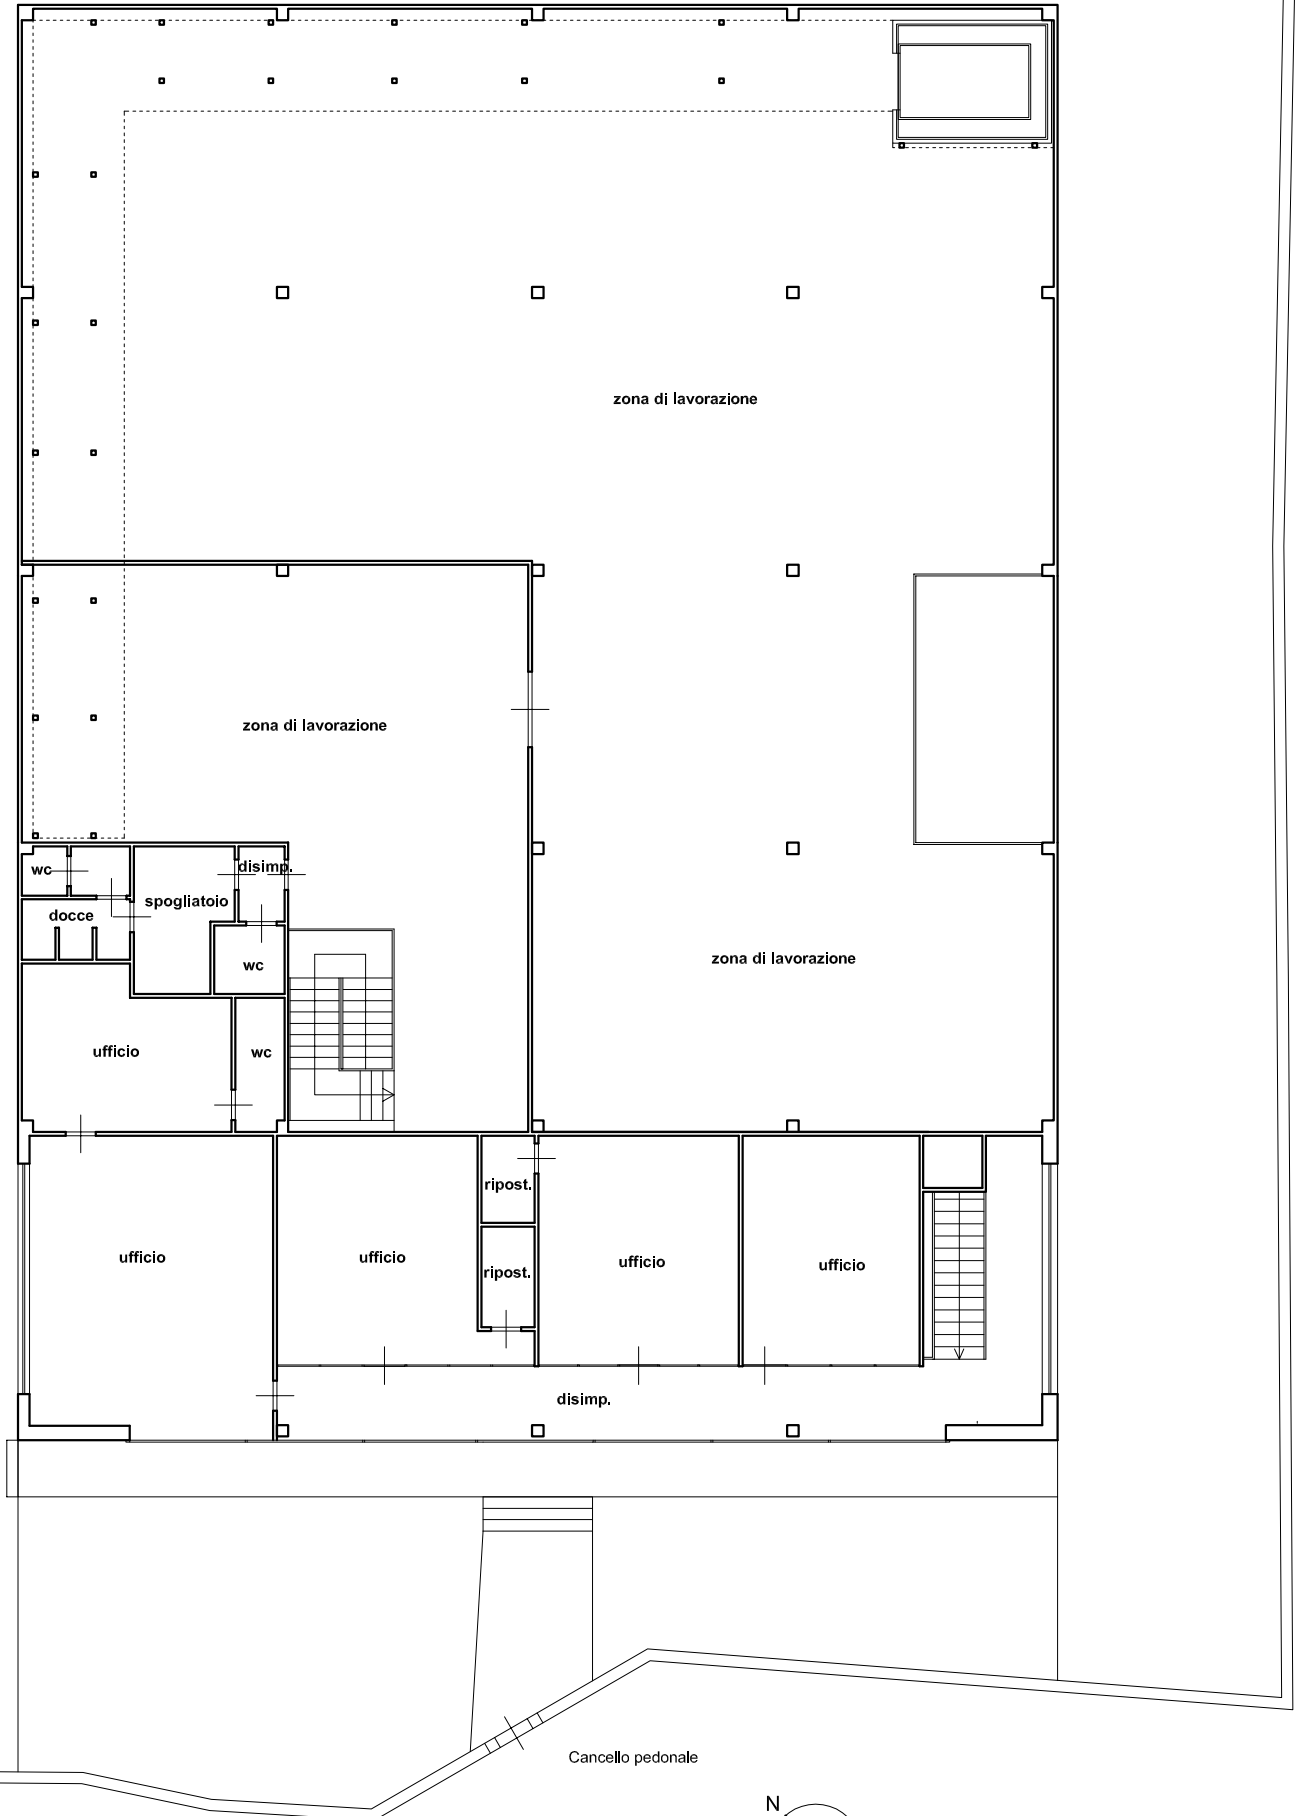 zona di lavorazione
zona di lavorazione
wc
disimp.
spogliatoio
docce
wc
zona di lavorazione
ufficio
wc
ripost.
ufficio
ufficio
ufficio
ufficio
ripost.
disimp.
Cancello pedonale
N